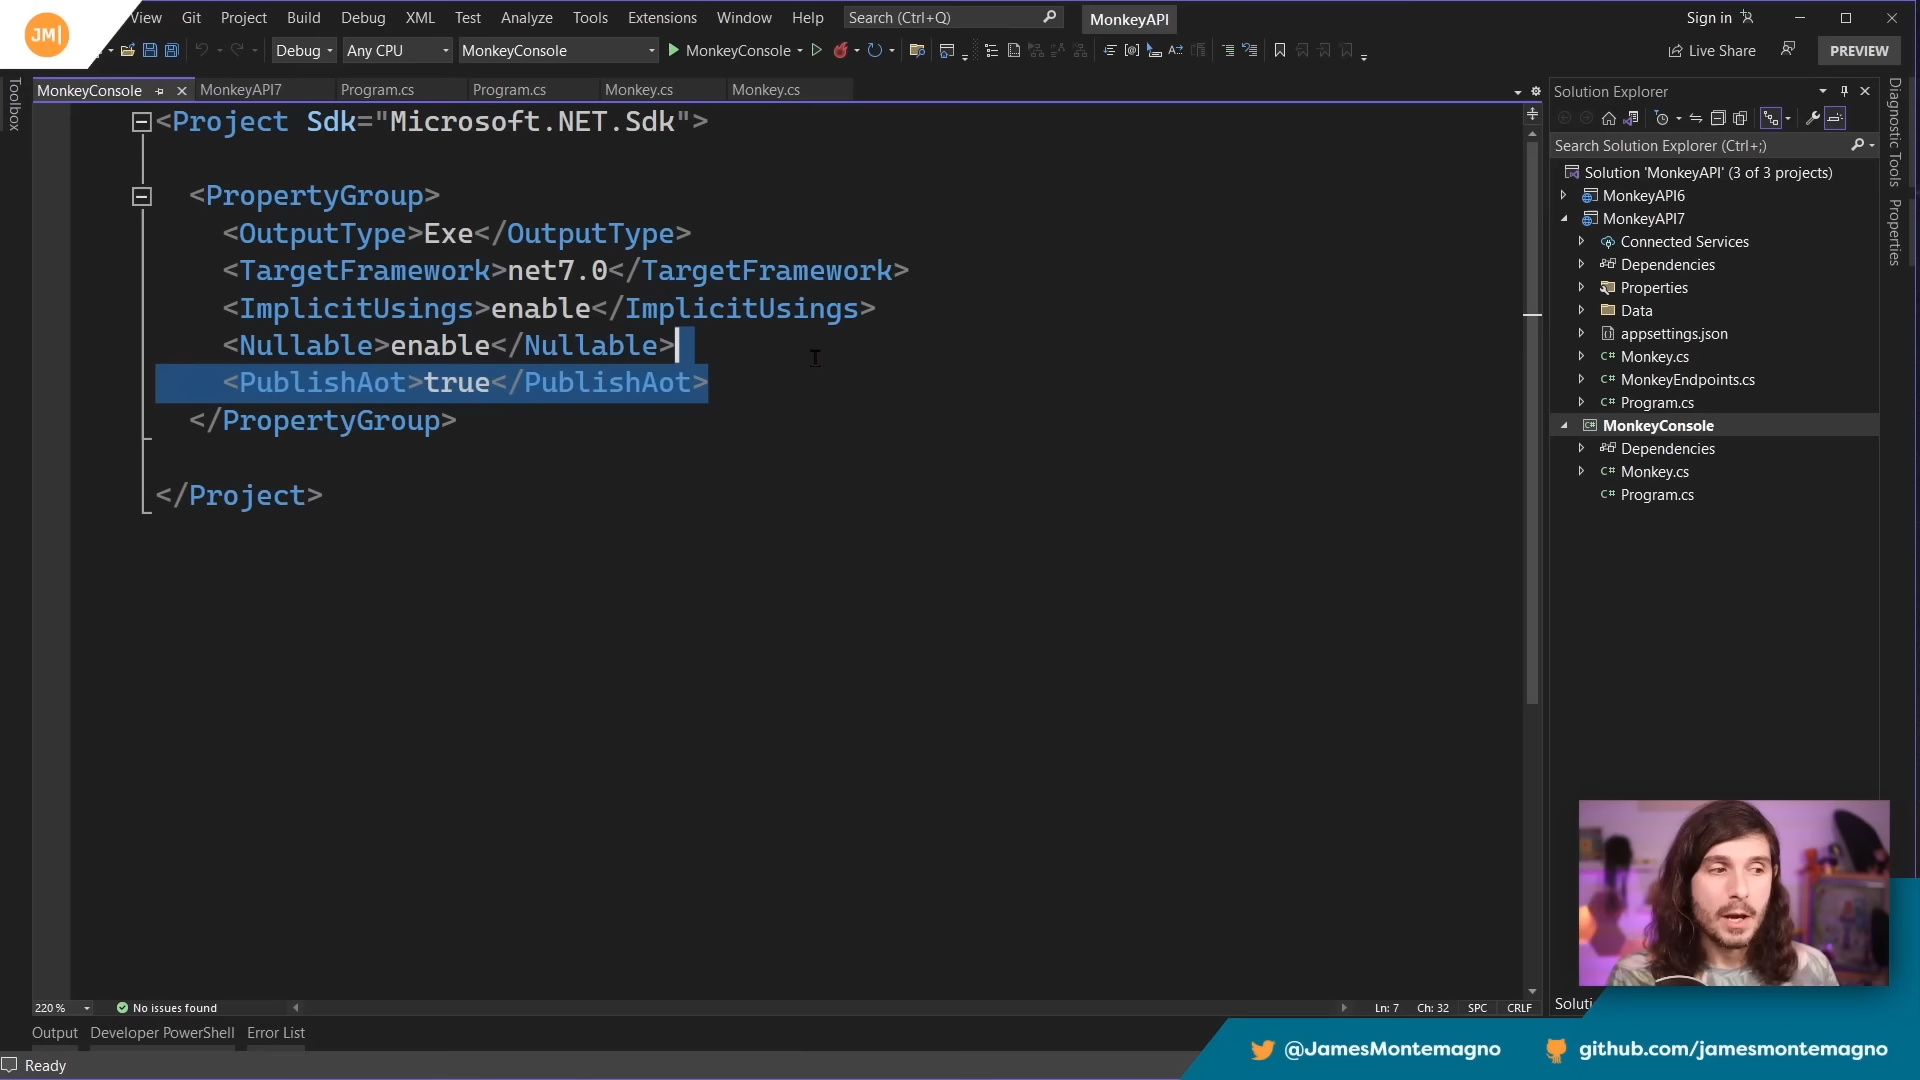 JM|
View Git Project Build Debug XML Test Analyze Tools Extensions Window Help Search (Ctrl+Q) MonkeyAPI Sign in
Debug Any CPU MonkeyConsole MonkeyConsole Live Share PREVIEW
Toolbox
MonkeyConsole MonkeyAPI7 Program.cs Program.cs Monkey.cs Monkey.cs
<Project Sdk="Microsoft.NET.Sdk">
<PropertyGroup>
<OutputType>Exe</OutputType>
<TargetFramework>net7.0</TargetFramework>
<ImplicitUsings>enable</ImplicitUsings>
<Nullable>enable</Nullable>
<PublishAot>true</PublishAot>
</PropertyGroup>
</Project>
Solution Explorer
Search Solution Explorer (Ctrl+;)
Solution 'MonkeyAPI' (3 of 3 projects)
MonkeyAPI6
MonkeyAPI7
Connected Services
Dependencies
Properties
Data
appsettings.json
C# Monkey.cs
C# MonkeyEndpoints.cs
C# Program.cs
C# MonkeyConsole
Dependencies
C# Monkey.cs
C# Program.cs
Diagnostic Tools
Properties
220 % No issues found Ln: 7 Ch: 32 SPC CRLF
Soluti
Output Developer PowerShell Error List
Ready
@JamesMontemagno github.com/jamesmontemagno